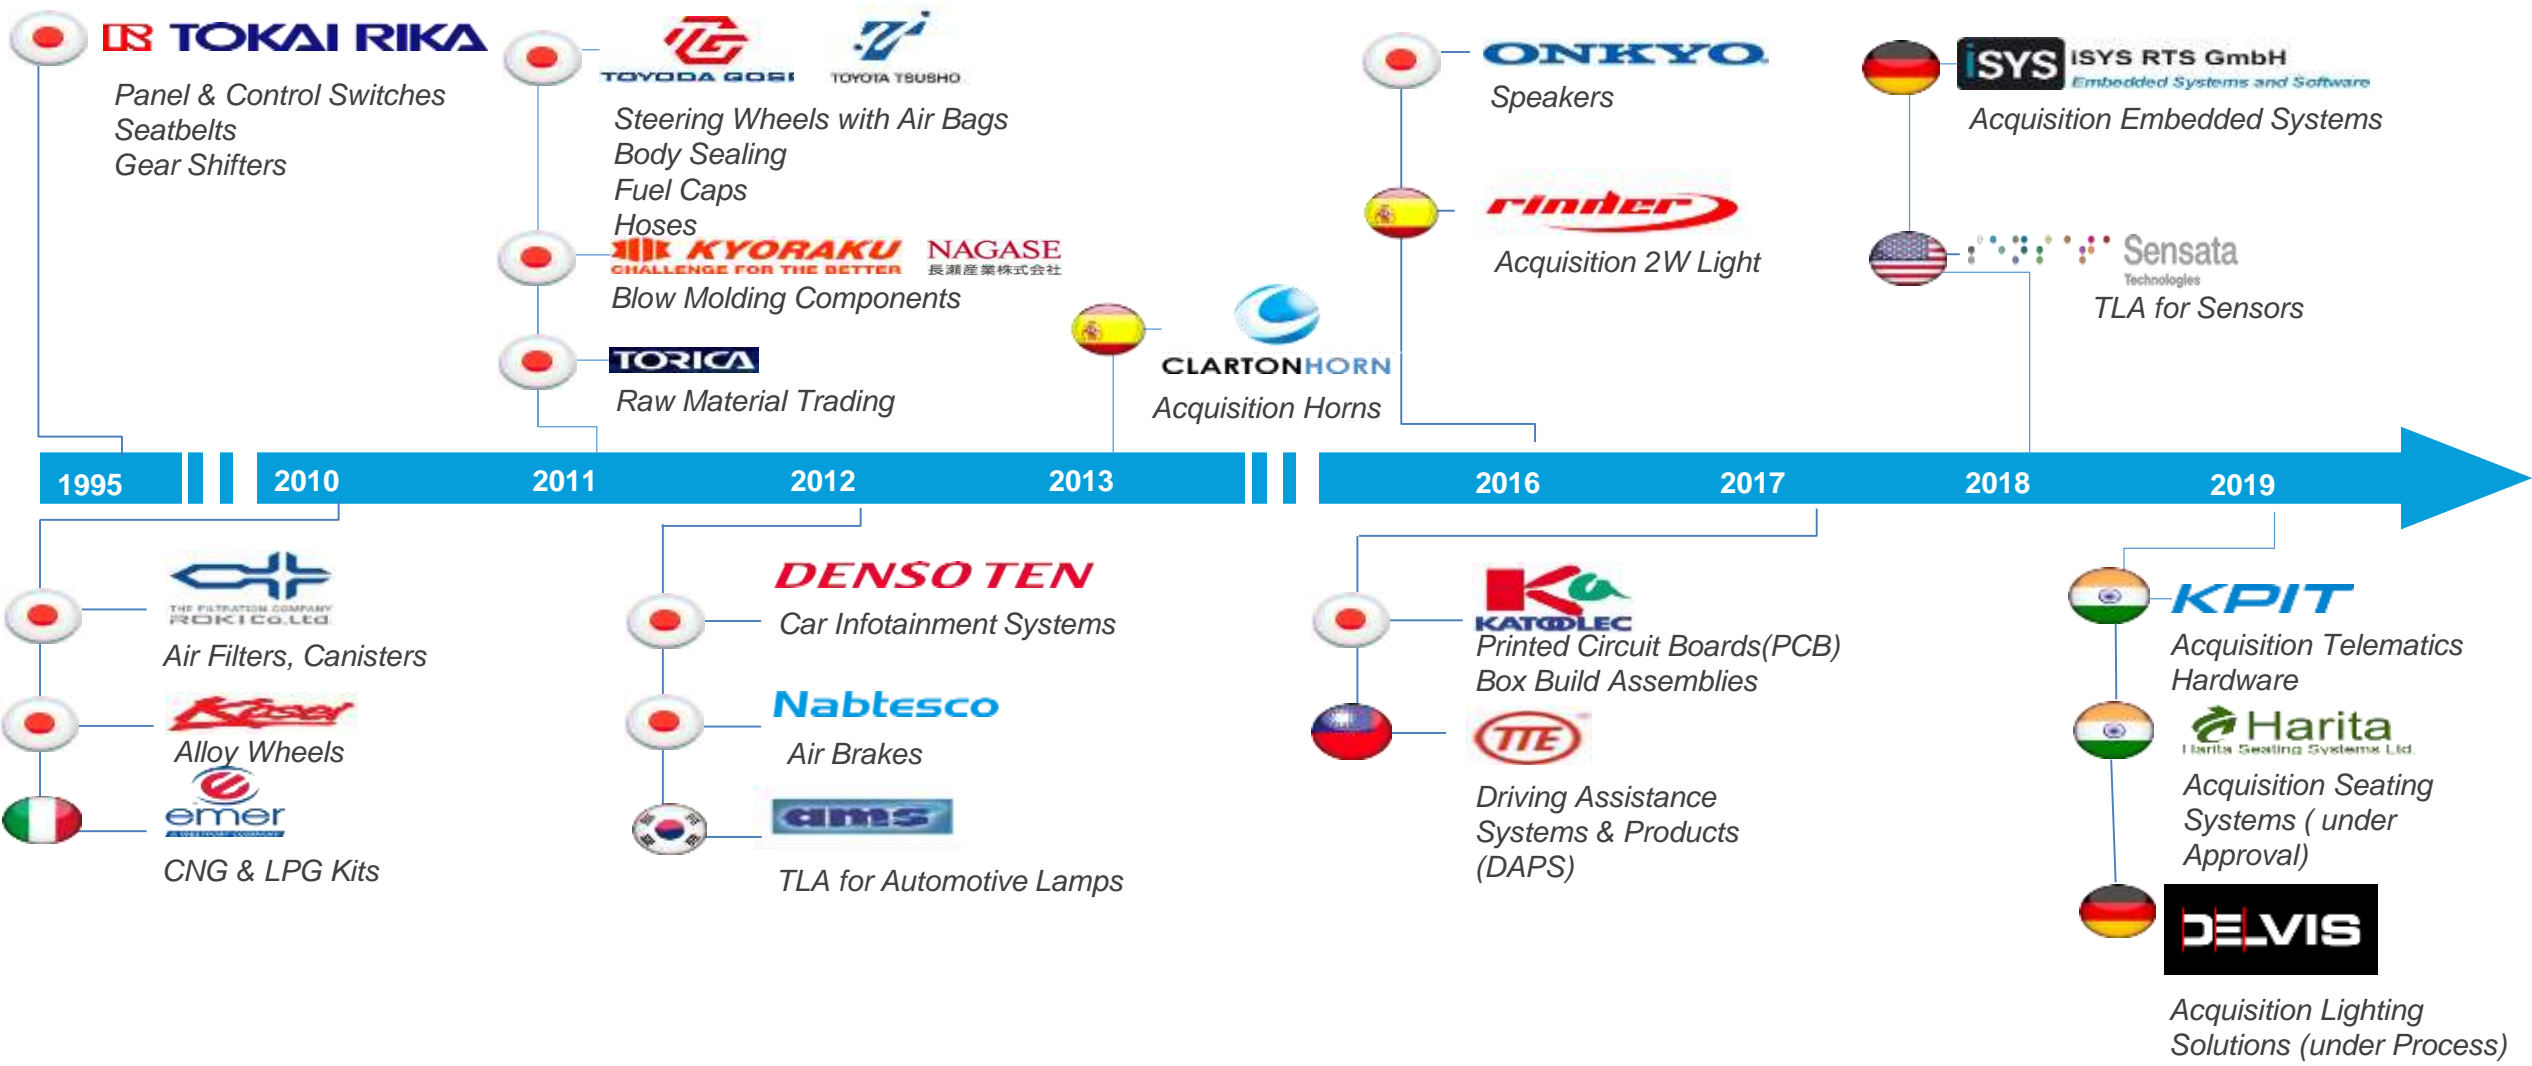 TOKAI RIKA
Panel & Control Switches
Seatbelts
Gear Shifters
TOYODA GOSEI
TOYOTA TSUSHO
Steering Wheels with Air Bags
Body Sealing
Fuel Caps
Hoses
KYORAKU
CHALLENGE FOR THE BETTER
NAGASE
長瀬産業株式会社
Blow Molding Components
TORICA
Raw Material Trading
CLARTONHORN
Acquisition Horns
ONKYO
Speakers
rinder
Acquisition 2W Light
iSYS
iSYS RTS GmbH
Embedded Systems and Software
Acquisition Embedded Systems
Sensata
Technologies
TLA for Sensors
1995
2010
2011
2012
2013
2016
2017
2018
2019
THE FILTRATION COMPANY
ROKI Co.,Ltd.
Air Filters, Canisters
Kosei
Alloy Wheels
emer
A WESTPORT COMPANY
CNG & LPG Kits
DENSO TEN
Car Infotainment Systems
Nabtesco
Air Brakes
ams
TLA for Automotive Lamps
KATOLEC
Printed Circuit Boards(PCB)
Box Build Assemblies
TTE
Driving Assistance
Systems & Products
(DAPS)
KPIT
Acquisition Telematics
Hardware
Harita
Harita Seating Systems Ltd.
Acquisition Seating
Systems ( under
Approval)
DELVIS
Acquisition Lighting
Solutions (under Process)